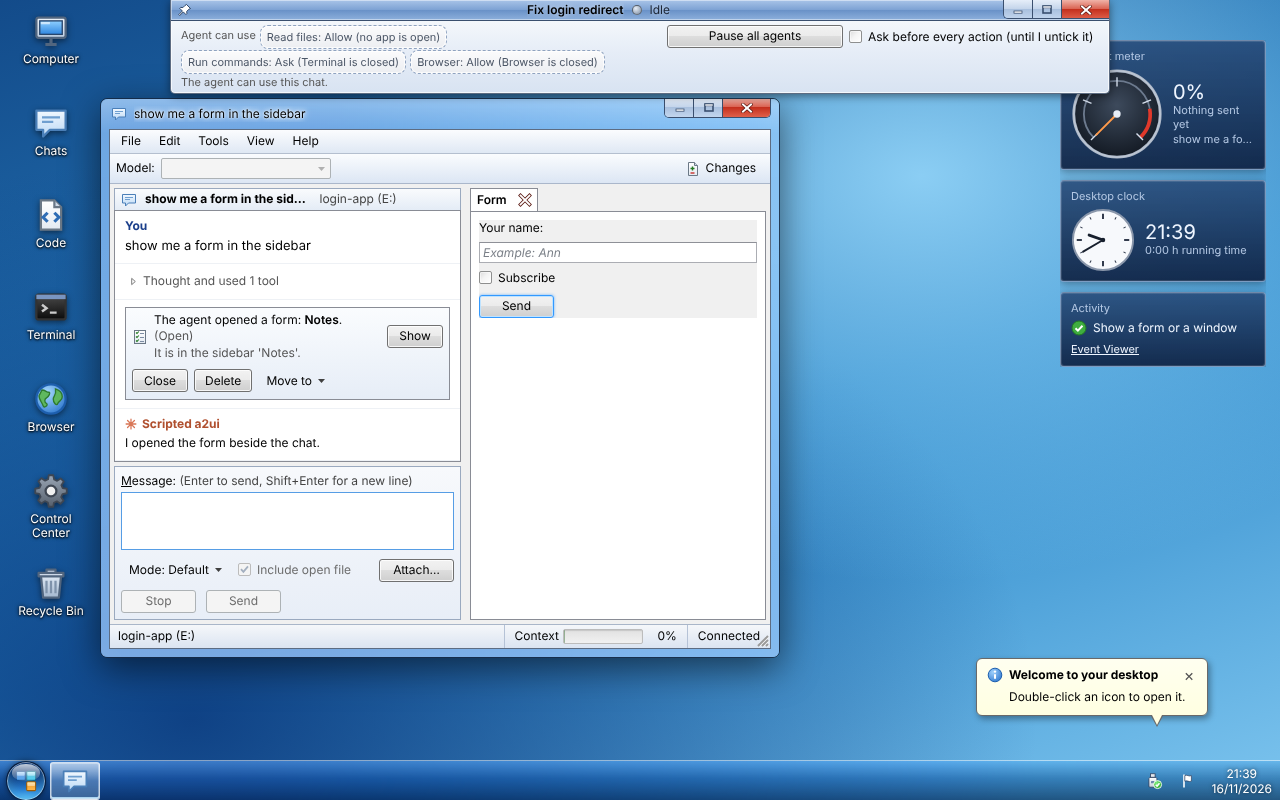 Computer
Chats
Code
Terminal
Browser
Control
Center
Recycle Bin
Fix login redirect Idle
Agent can use Read files: Allow (no app is open)
Run commands: Ask (Terminal is closed) Browser: Allow (Browser is closed)
The agent can use this chat.
Pause all agents Ask before every action (until I untick it)
show me a form in the sidebar
File Edit Tools View Help
Model: Changes
show me a form in the sid... login-app (E:)
You
show me a form in the sidebar
Thought and used 1 tool
The agent opened a form: Notes.
(Open)
It is in the sidebar 'Notes'.
Show
Close Delete Move to
Scripted a2ui
I opened the form beside the chat.
Message: (Enter to send, Shift+Enter for a new line)
Mode: Default Include open file Attach...
Stop Send
Form
Your name:
Example: Ann
Subscribe
Send
login-app (E:) Context 0% Connected
meter
0%
Nothing sent
yet
show me a fo...
Desktop clock
21:39
0:00 h running time
Activity
Show a form or a window
Event Viewer
Welcome to your desktop
Double-click an icon to open it.
21:39
16/11/2026